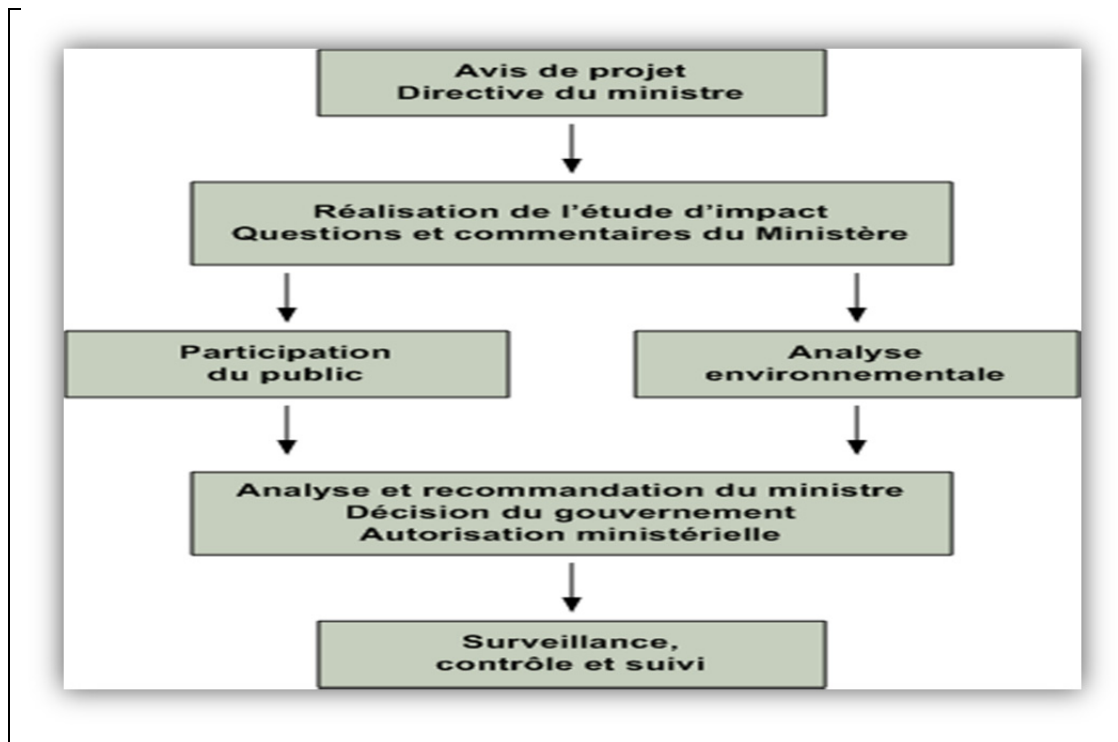 Avis de projet
Directive du ministre
Réalisation de l'étude d'impact
Questions et commentaires du Ministère
Participation
du public
Analyse
environnementale
Analyse et recommandation du ministre
Décision du gouvernement
Autorisation ministérielle
Surveillance,
contrôle et suivi